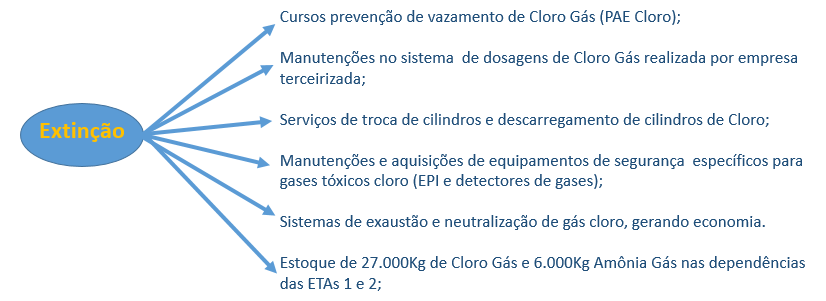 Cursos prevenção de vazamento de Cloro Gás (PAE Cloro);
Manutenções no sistema  de dosagens de Cloro Gás realizada por empresa
terceirizada;
Serviços de troca de cilindros e descarregamento de cilindros de Cloro;
Extinção
Manutenções e aquisições de equipamentos de segurança  específicos para
gases tóxicos cloro (EPI e detectores de gases);
Sistemas de exaustão e neutralização de gás cloro, gerando economia.
Estoque de 27.000Kg de Cloro Gás e 6.000Kg Amônia Gás nas dependências
das ETAs 1 e 2;